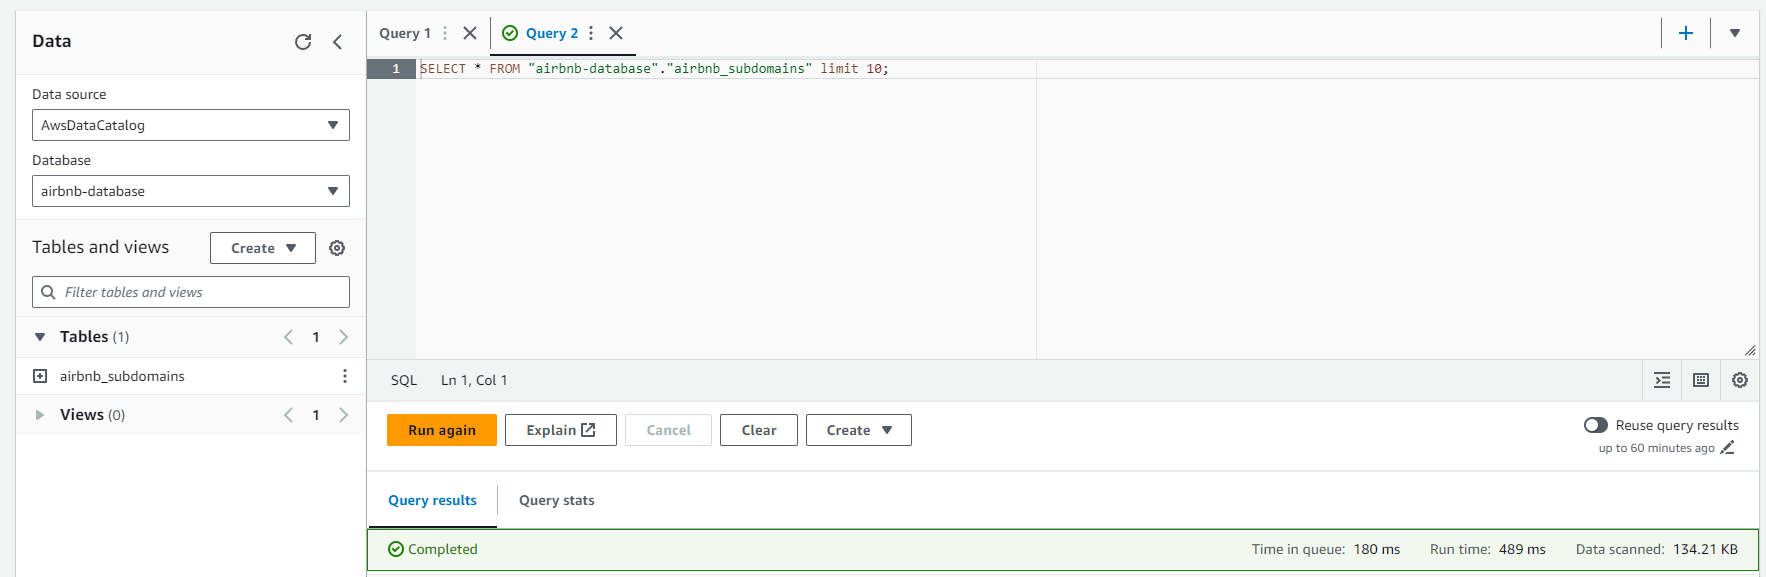 Data
Data source
AwsDataCatalog
Database
airbnb-database
Tables and views
Create
Filter tables and views
Tables (1)
1
airbnb_subdomains
Views (0)
1
Query 1
Query 2
1 SELECT * FROM "airbnb-database"."airbnb_subdomains" limit 10;
SQL Ln 1, Col 1
Run again Explain Cancel Clear Create
Reuse query results
up to 60 minutes ago
Query results Query stats
Completed Time in queue: 180 ms Run time: 489 ms Data scanned: 134.21 KB